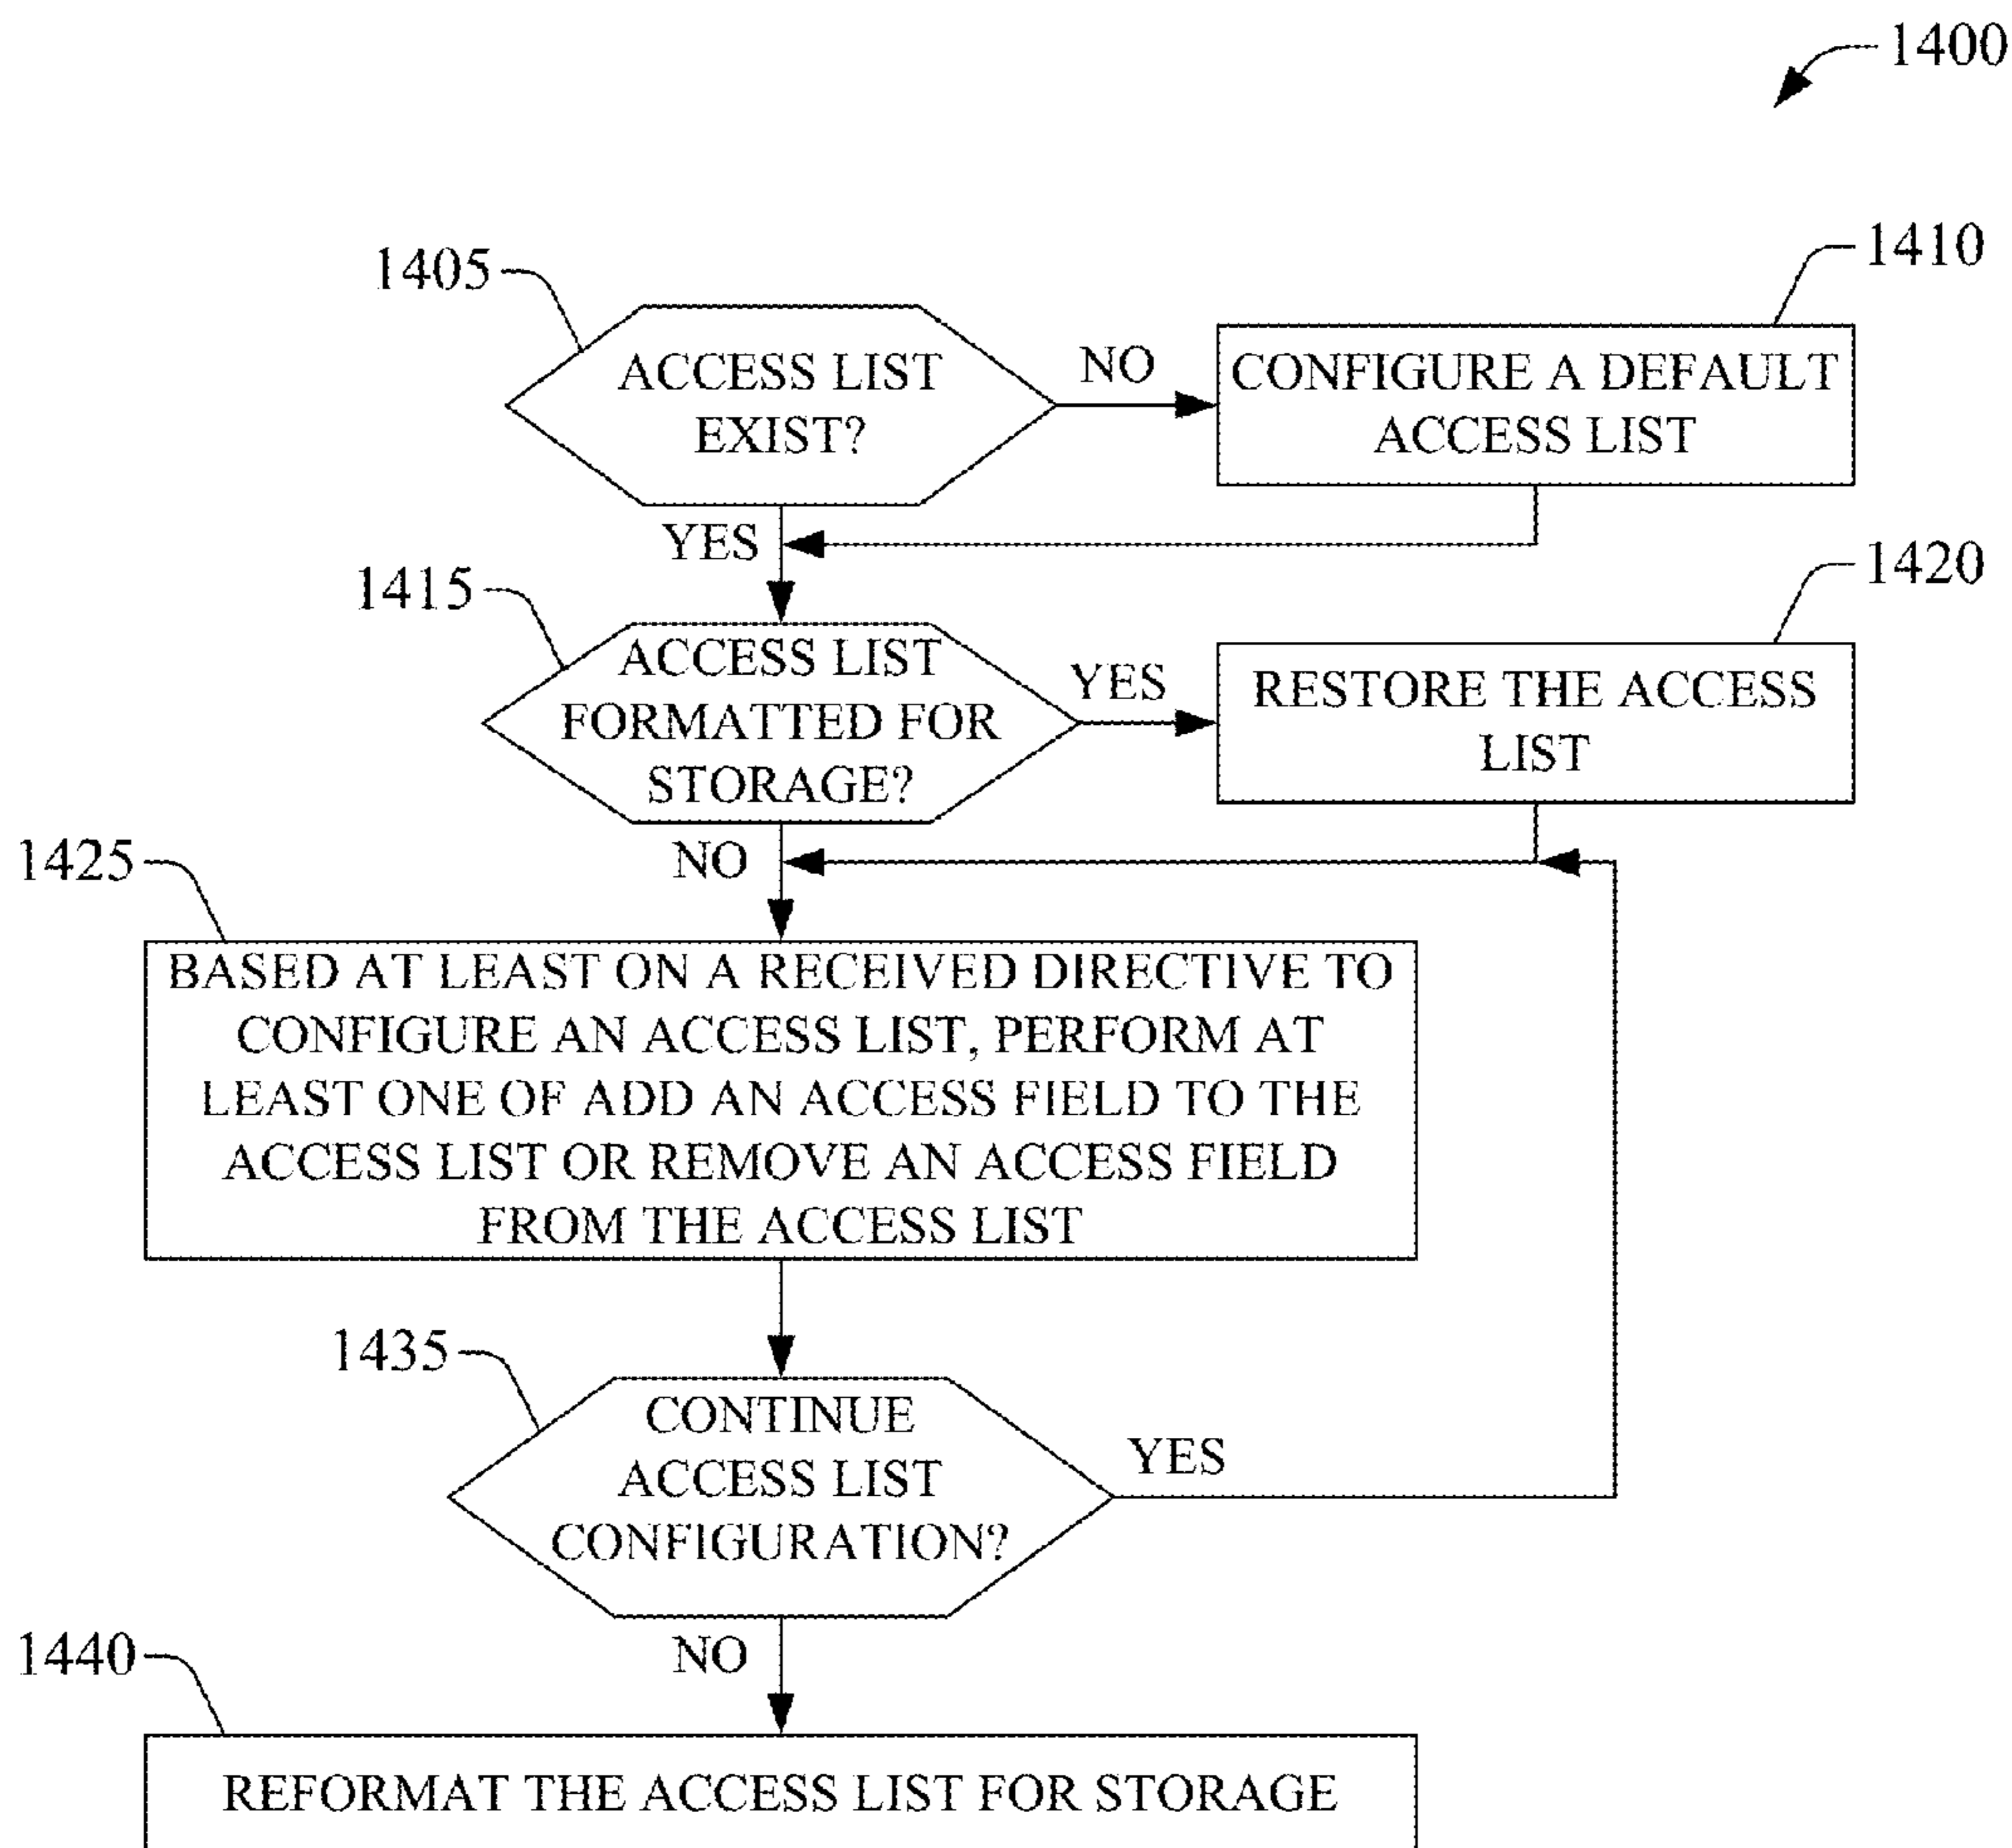 1400
1405
ACCESS LIST
EXIST?
NO
1410
CONFIGURE A DEFAULT
ACCESS LIST
YES
1415
ACCESS LIST
FORMATTED FOR
STORAGE?
YES
1420
RESTORE THE ACCESS
LIST
NO
1425
BASED AT LEAST ON A RECEIVED DIRECTIVE TO
CONFIGURE AN ACCESS LIST, PERFORM AT
LEAST ONE OF ADD AN ACCESS FIELD TO THE
ACCESS LIST OR REMOVE AN ACCESS FIELD
FROM THE ACCESS LIST
1435
CONTINUE
ACCESS LIST
CONFIGURATION?
YES
NO
1440
REFORMAT THE ACCESS LIST FOR STORAGE